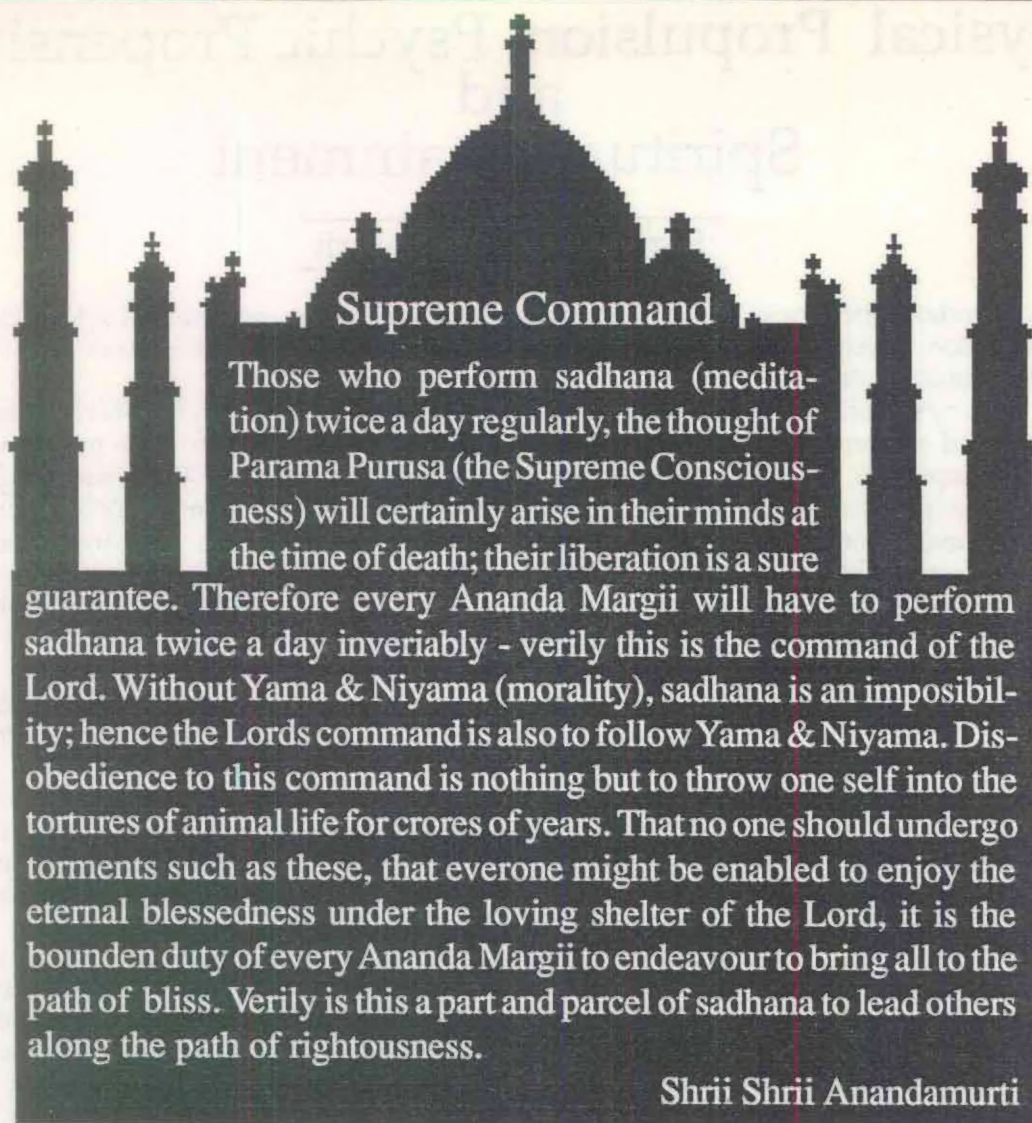 Supreme Command
Those who perform sadhana (medita-
tion) twice a day regularly, the thought of
Parama Purusa (the Supreme Conscious-
ness) will certainly arise in their minds at
the time of death; their liberation is a sure
guarantee. Therefore every Ananda Margii will have to perform
sadhana twice a day inveriably - verily this is the command of the
Lord. Without Yama & Niyama (morality), sadhana is an imposibil-
ity; hence the Lords command is also to follow Yama & Niyama. Dis-
obedience to this command is nothing but to throw one self into the
tortures of animal life for crores of years. That no one should undergo
torments such as these, that everone might be enabled to enjoy the
eternal blessedness under the loving shelter of the Lord, it is the
bounden duty of every Ananda Margii to endeavour to bring all to the
path of bliss. Verily is this a part and parcel of sadhana to lead others
along the path of rightousness.
Shrii Shrii Anandamurti